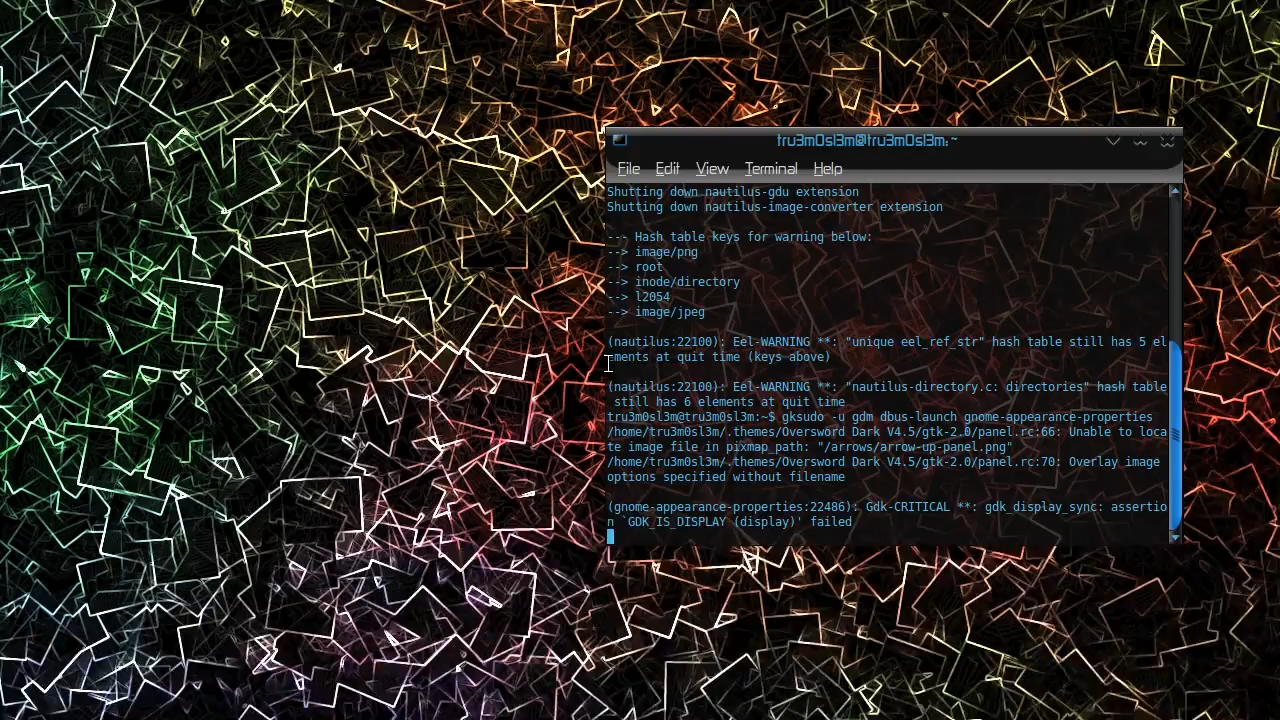 tru3m0sl3m@tru3m0sl3m: ~
File Edit View Terminal Help
Shutting down nautilus-gdu extension
Shutting down nautilus-image-converter extension
--- Hash table keys for warning below:
--> image/png
--> root
--> inode/directory
--> l2054
--> image/jpeg
(nautilus:22100): Eel-WARNING **: "unique eel_ref_str" hash table still has 5 el
ements at quit time (keys above)
(nautilus:22100): Eel-WARNING **: "nautilus-directory.c: directories" hash table
 still has 6 elements at quit time
tru3m0sl3m@tru3m0sl3m:~$ gksudo -u gdm dbus-launch gnome-appearance-properties
/home/tru3m0sl3m/.themes/Oversword Dark V4.5/gtk-2.0/panel.rc:66: Unable to loca
te image file in pixmap_path: "/arrows/arrow-up-panel.png"
/home/tru3m0sl3m/.themes/Oversword Dark V4.5/gtk-2.0/panel.rc:70: Overlay image
options specified without filename
(gnome-appearance-properties:22486): Gdk-CRITICAL **: gdk_display_sync: assertio
n `GDK_IS_DISPLAY (display)' failed